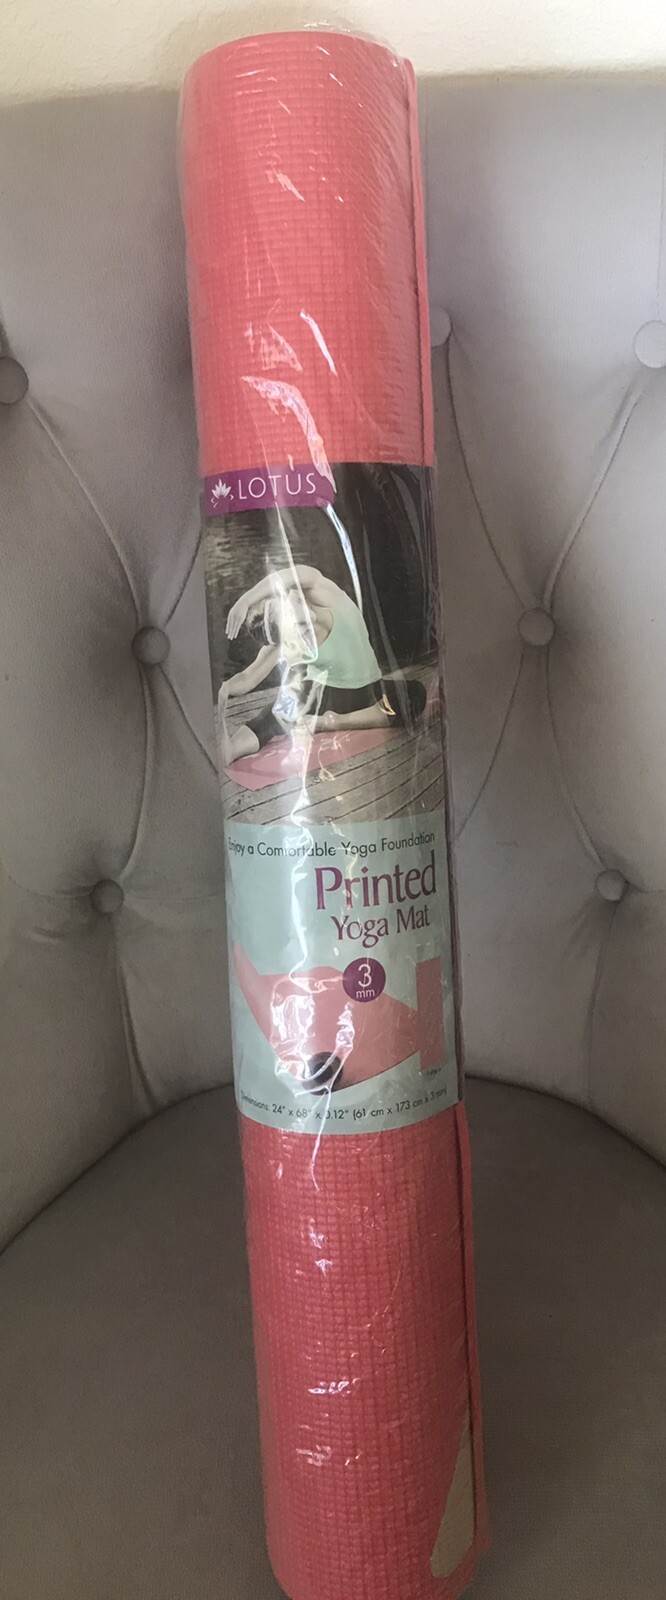 LOTUS
Enjoy a Comfortable Yoga Foundation
Printed
Yoga Mat
3
mm
Dimensions: 24" x 68" x 0.12" (61 cm x 173 cm x 3 mm)